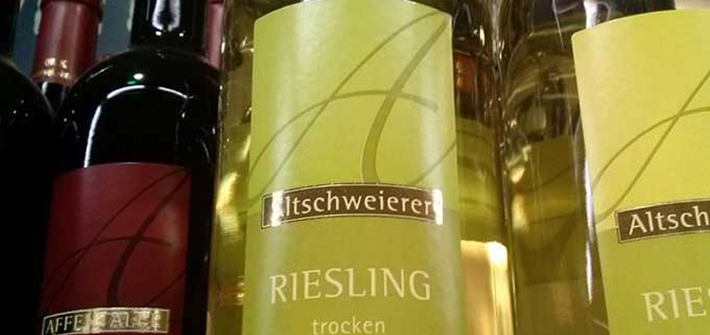 Altschweierer
RIESLING
trocken
AFFENTALER
Altsch
RIES